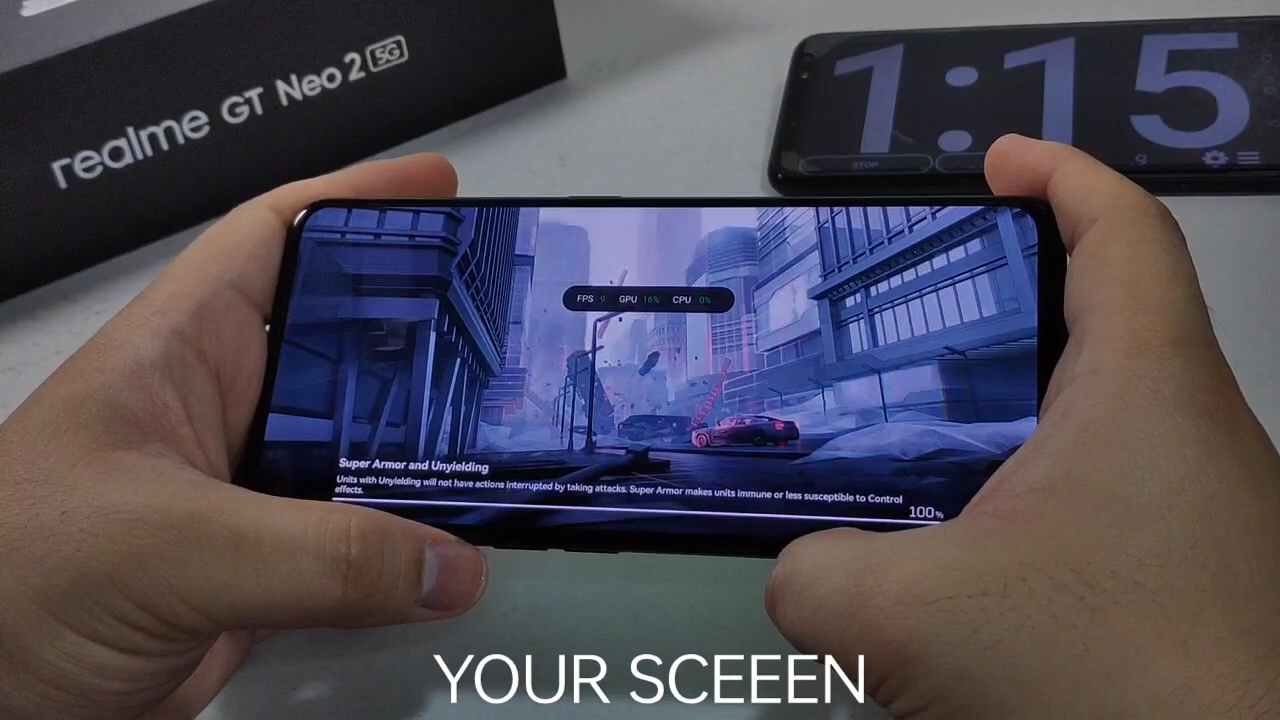 realme GT Neo 2 5G
1:15
.9
STOP
FPS 9 GPU 16% CPU 0%
Super Armor and Unyielding
Units with Unyielding will not have actions interrupted by taking attacks. Super Armor makes units immune or less susceptible to Control
effects.
100%
YOUR SCEEEN